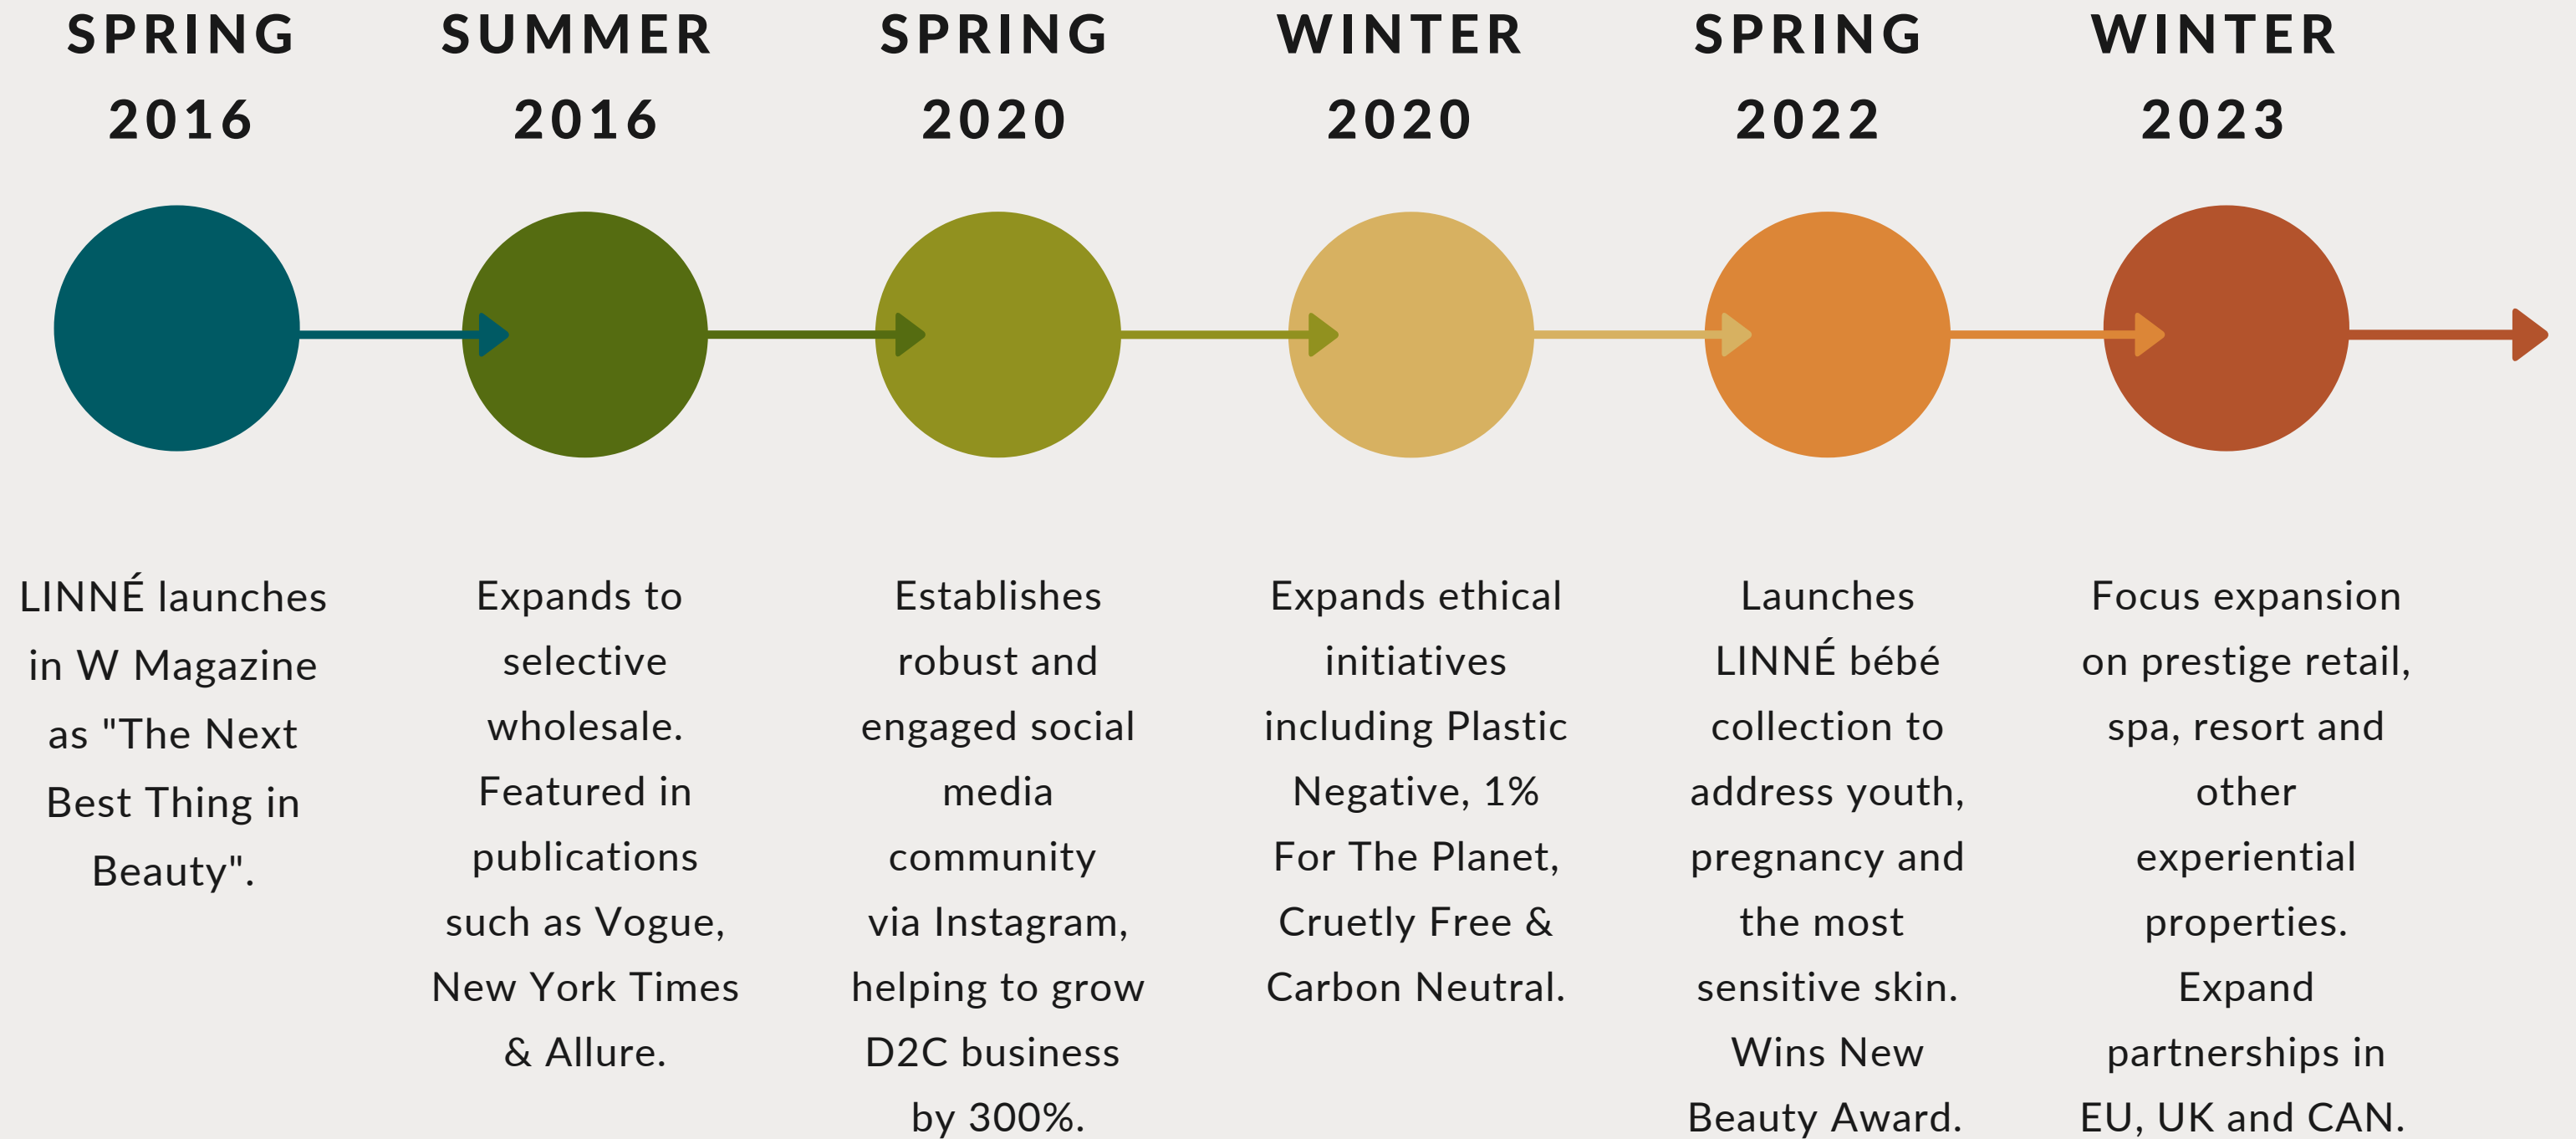 SPRING
2016
SUMMER
2016
SPRING
2020
WINTER
2020
SPRING
2022
WINTER
2023
LINNÉ launches
in W Magazine
as "The Next
Best Thing in
Beauty".
Expands to
selective
wholesale.
Featured in
publications
such as Vogue,
New York Times
& Allure.
Establishes
robust and
engaged social
media
community
via Instagram,
helping to grow
D2C business
by 300%.
Expands ethical
initiatives
including Plastic
Negative, 1%
For The Planet,
Cruetly Free &
Carbon Neutral.
Launches
LINNÉ bébé
collection to
address youth,
pregnancy and
the most
sensitive skin.
Wins New
Beauty Award.
Focus expansion
on prestige retail,
spa, resort and
other
experiential
properties.
Expand
partnerships in
EU, UK and CAN.